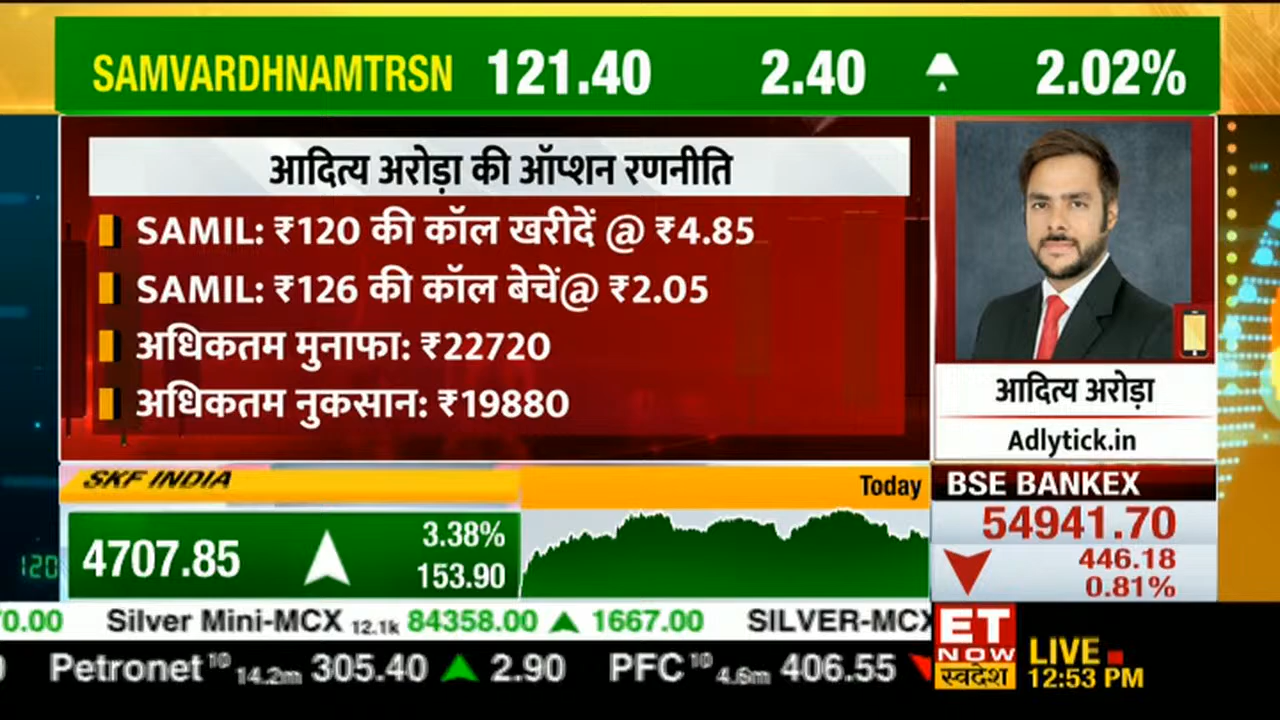 SAMVARDHNAMTRSN 121.40 2.40 2.02%
आदित्य अरोड़ा की ऑप्शन रणनीति
SAMIL: ₹120 की कॉल खरीदें @ ₹4.85
SAMIL: ₹126 की कॉल बेचें@ ₹2.05
अधिकतम मुनाफा: ₹22720
अधिकतम नुकसान: ₹19880
आदित्य अरोड़ा
Adlytick.in
SKF INDIA
Today
4707.85
3.38%
153.90
BSE BANKEX
54941.70
446.18
0.81%
120
70.00 Silver Mini-MCX 12.1k 84358.00 1667.00 SILVER-MCX
Petronet 10 14.2m 305.40 2.90 PFC 10 4.6m 406.55
ET
NOW
स्वदेश
LIVE
12:53 PM